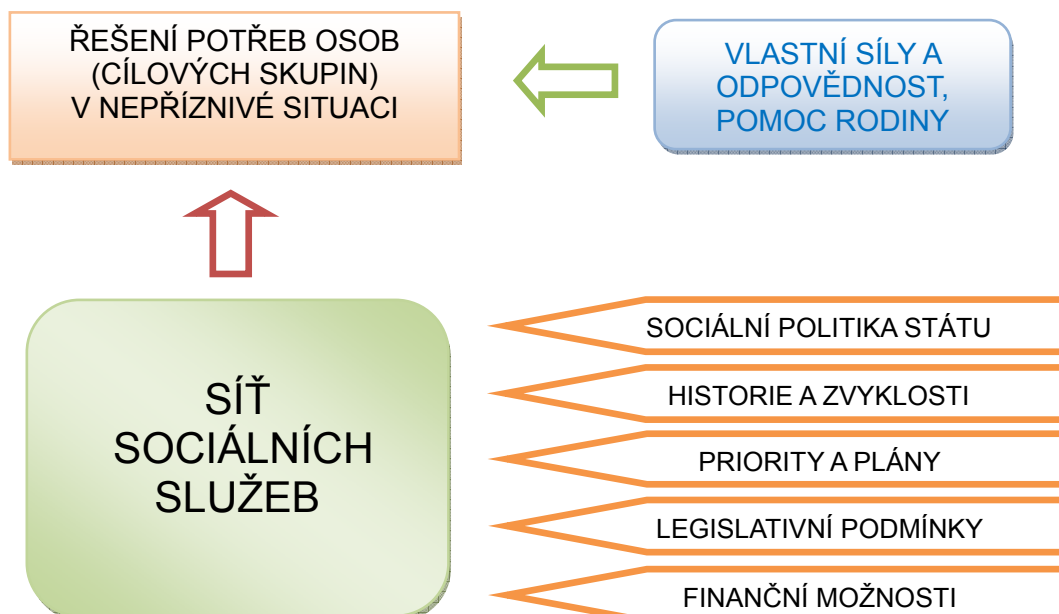 ŘEŠENÍ POTŘEB OSOB
(CÍLOVÝCH SKUPIN)
V NEPŘÍZNIVÉ SITUACI
VLASTNÍ SÍLY A
ODPOVĚDNOST,
POMOC RODINY
SÍŤ
SOCIÁLNÍCH
SLUŽEB
SOCIÁLNÍ POLITIKA STÁTU
HISTORIE A ZVYKLOSTI
PRIORITY A PLÁNY
LEGISLATIVNÍ PODMÍNKY
FINANČNÍ MOŽNOSTI